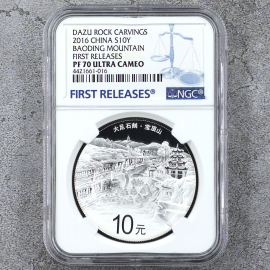 DAZU ROCK CARVINGS
2016 CHINA S10Y
BAODING MOUNTAIN
FIRST RELEASES
PF 70 ULTRA CAMEO
4421661-016
FIRST RELEASES®
NGC®
大足石刻·宝顶山
10元